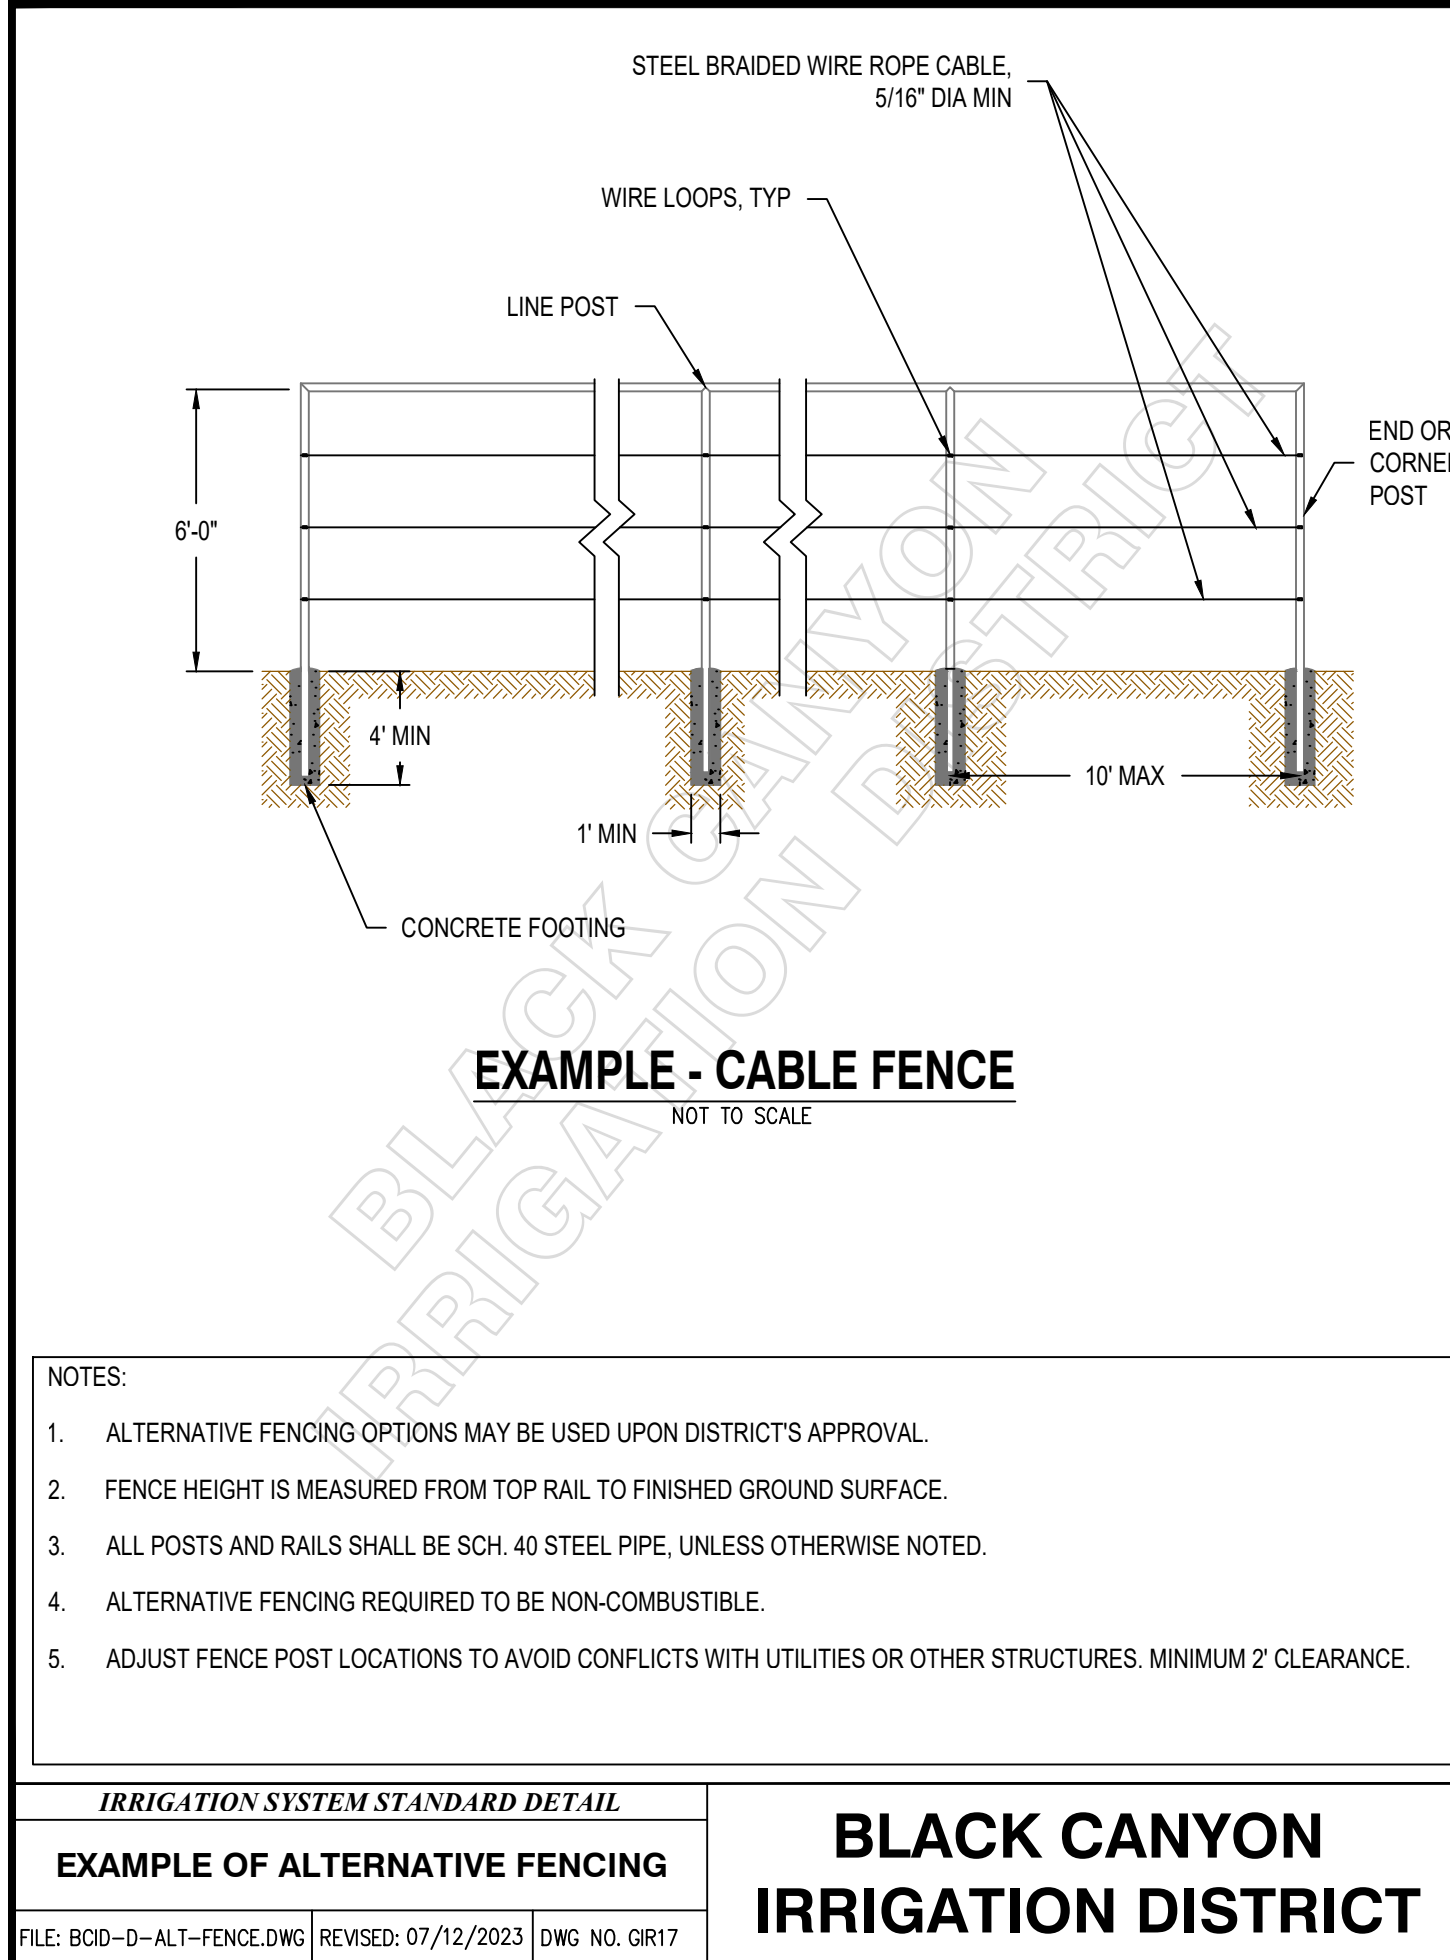 STEEL BRAIDED WIRE ROPE CABLE,
5/16" DIA MIN
WIRE LOOPS, TYP
LINE POST
END OR
CORNER
POST
6'-0"
4' MIN
10' MAX
1' MIN
CONCRETE FOOTING
BLACK CANYON
IRRIGATION DISTRICT
EXAMPLE - CABLE FENCE
NOT TO SCALE
NOTES:
1. ALTERNATIVE FENCING OPTIONS MAY BE USED UPON DISTRICT'S APPROVAL.
2. FENCE HEIGHT IS MEASURED FROM TOP RAIL TO FINISHED GROUND SURFACE.
3. ALL POSTS AND RAILS SHALL BE SCH. 40 STEEL PIPE, UNLESS OTHERWISE NOTED.
4. ALTERNATIVE FENCING REQUIRED TO BE NON-COMBUSTIBLE.
5. ADJUST FENCE POST LOCATIONS TO AVOID CONFLICTS WITH UTILITIES OR OTHER STRUCTURES. MINIMUM 2' CLEARANCE.
IRRIGATION SYSTEM STANDARD DETAIL
EXAMPLE OF ALTERNATIVE FENCING
FILE: BCID-D-ALT-FENCE.DWG REVISED: 07/12/2023 DWG NO. GIR17
BLACK CANYON
IRRIGATION DISTRICT